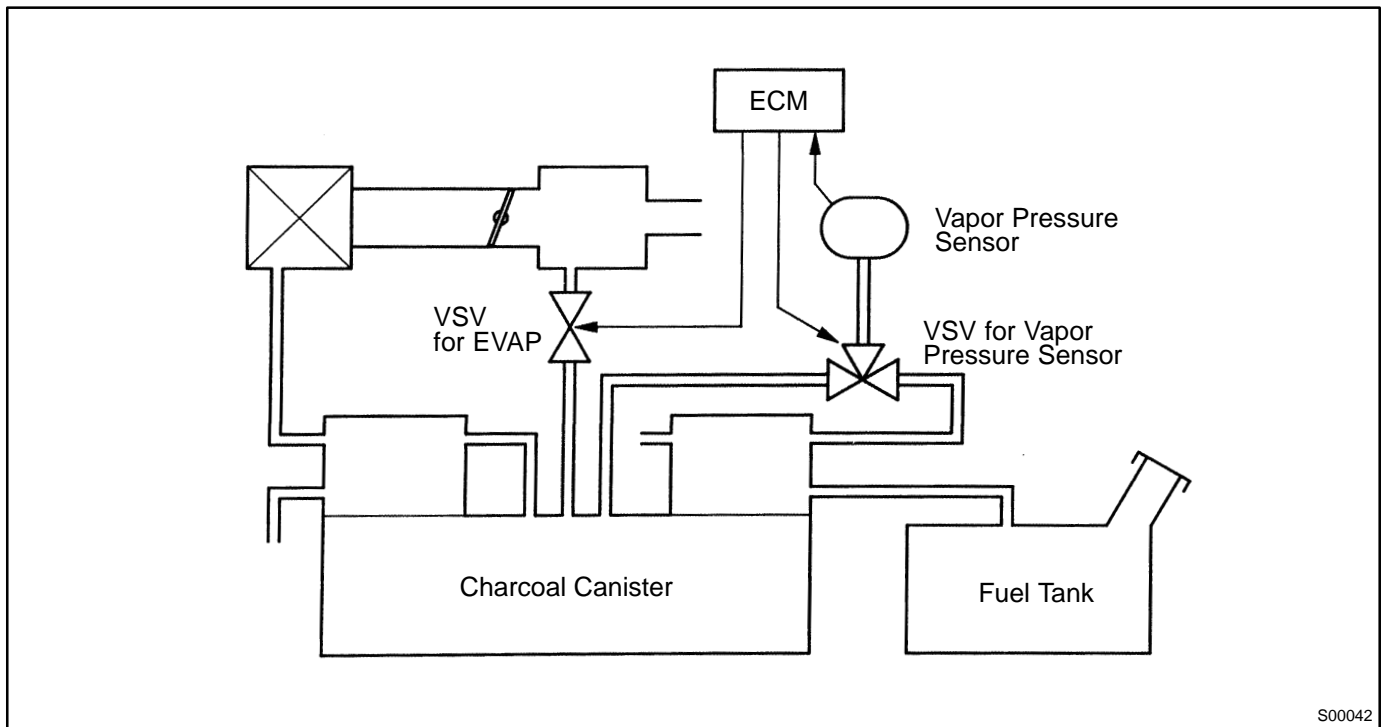 ECM
Vapor Pressure
Sensor
VSV
for EVAP
VSV for Vapor
Pressure Sensor
Charcoal Canister
Fuel Tank
S00042